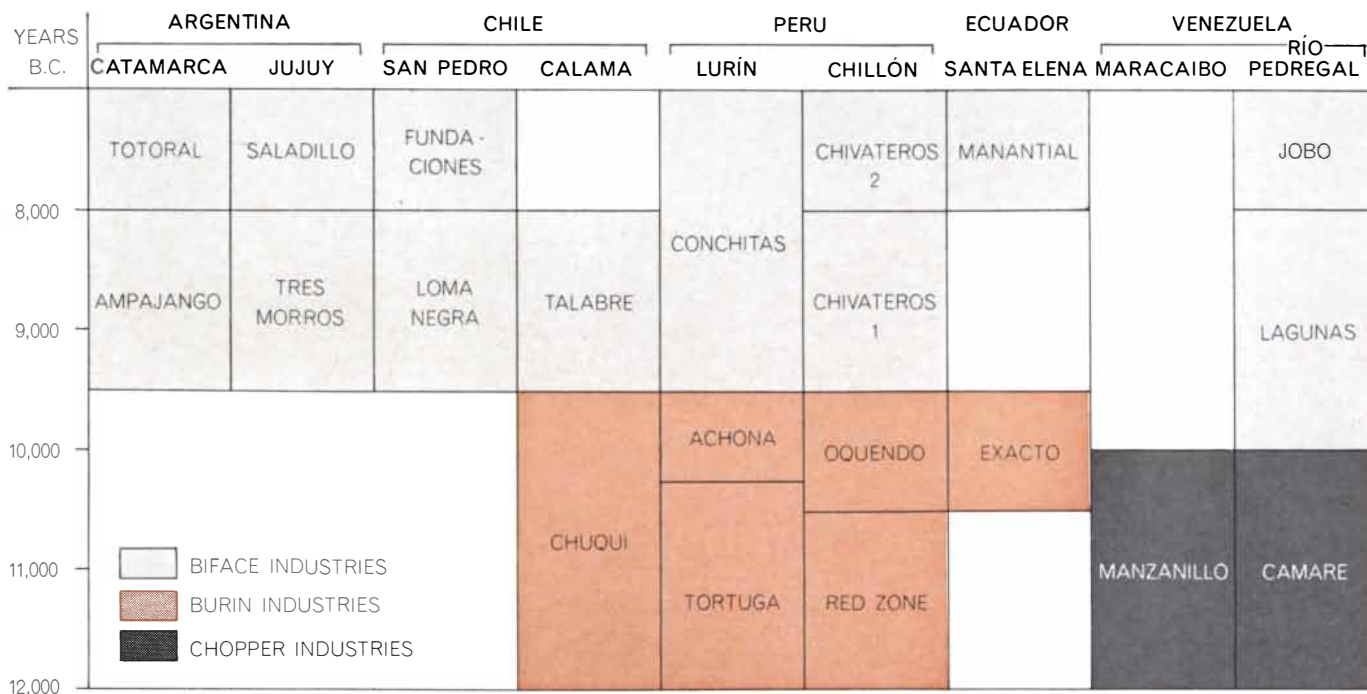 ARGENTINA CHILE PERU ECUADOR VENEZUELA
YEARS
B.C.
RÍO
CATAMARCA JUJUY SAN PEDRO CALAMA LURÍN CHILLÓN SANTA ELENA MARACAIBO PEDREGAL
TOTORAL SALADILLO FUNDA-
CIONES
CHIVATEROS
2
MANANTIAL JOBO
8,000
CONCHITAS
AMPAJANGO TRES
MORROS
LOMA
NEGRA
TALABRE CHIVATEROS
1
LAGUNAS
9,000
ACHONA OQUENDO EXACTO
10,000
CHUQUI
11,000
TORTUGA RED ZONE MANZANILLO CAMARE
BIFACE INDUSTRIES
BURIN INDUSTRIES
CHOPPER INDUSTRIES
12,000